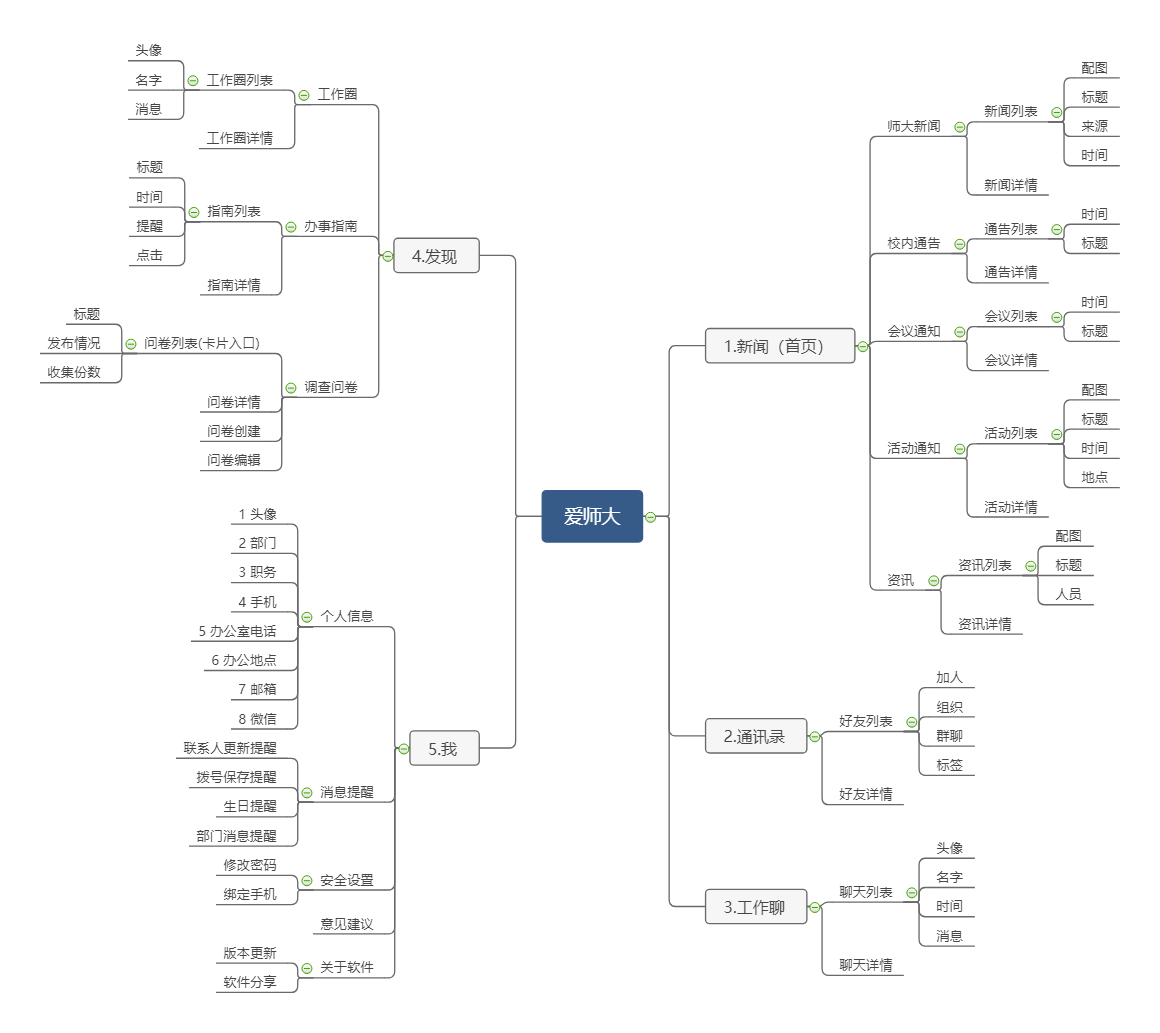 爱师大
1.新闻（首页）
师大新闻
新闻列表
配图
标题
来源
时间
新闻详情
校内通告
通告列表
时间
标题
通告详情
会议通知
会议列表
时间
标题
会议详情
活动通知
活动列表
配图
标题
时间
地点
活动详情
资讯
资讯列表
配图
标题
人员
资讯详情
2.通讯录
好友列表
加人
组织
群聊
标签
好友详情
3.工作聊
聊天列表
头像
名字
时间
消息
聊天详情
4.发现
工作圈
工作圈列表
头像
名字
消息
工作圈详情
办事指南
指南列表
标题
时间
提醒
点击
指南详情
调查问卷
问卷列表(卡片入口)
标题
发布情况
收集份数
问卷详情
问卷创建
问卷编辑
5.我
个人信息
1 头像
2 部门
3 职务
4 手机
5 办公室电话
6 办公地点
7 邮箱
8 微信
消息提醒
联系人更新提醒
拨号保存提醒
生日提醒
部门消息提醒
安全设置
修改密码
绑定手机
意见建议
关于软件
版本更新
软件分享